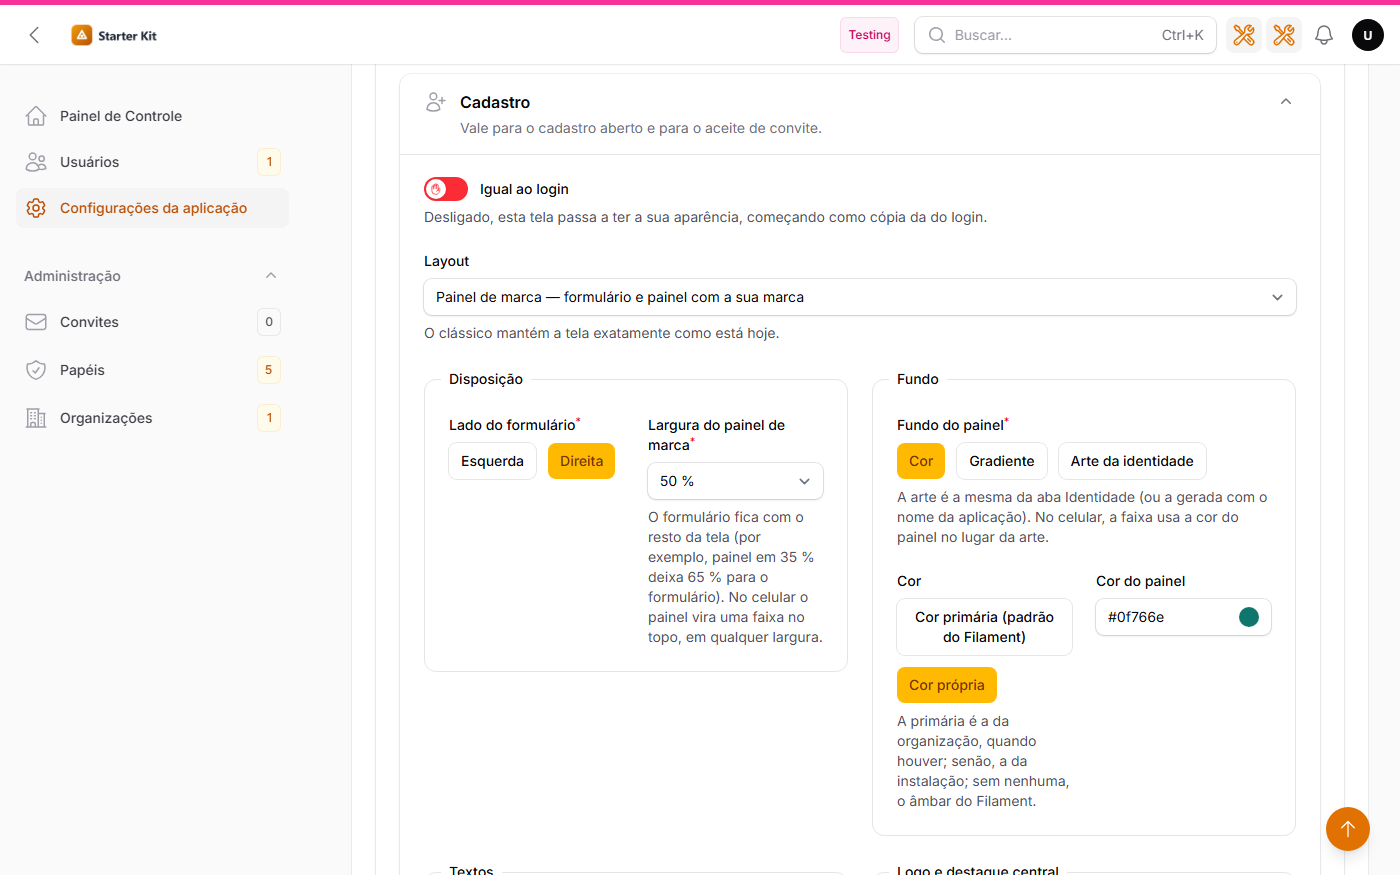 Starter Kit
Testing
Buscar...
Ctrl+K
U
Painel de Controle
Usuários
1
Configurações da aplicação
Administração
Convites
0
Papéis
5
Organizações
1
Cadastro
Vale para o cadastro aberto e para o aceite de convite.
Igual ao login
Desligado, esta tela passa a ter a sua aparência, começando como cópia da do login.
Layout
Painel de marca — formulário e painel com a sua marca
O clássico mantém a tela exatamente como está hoje.
Disposição
Lado do formulário*
Esquerda
Direita
Largura do painel de
marca*
50 %
O formulário fica com o
resto da tela (por
exemplo, painel em 35 %
deixa 65 % para o
formulário). No celular o
painel vira uma faixa no
topo, em qualquer largura.
Fundo
Fundo do painel*
Cor
Gradiente
Arte da identidade
A arte é a mesma da aba Identidade (ou a gerada com o
nome da aplicação). No celular, a faixa usa a cor do
painel no lugar da arte.
Cor
Cor primária (padrão
do Filament)
Cor própria
A primária é a da
organização, quando
houver; senão, a da
instalação; sem nenhuma,
o âmbar do Filament.
Cor do painel
#0f766e
Textos
Logo e destaque central